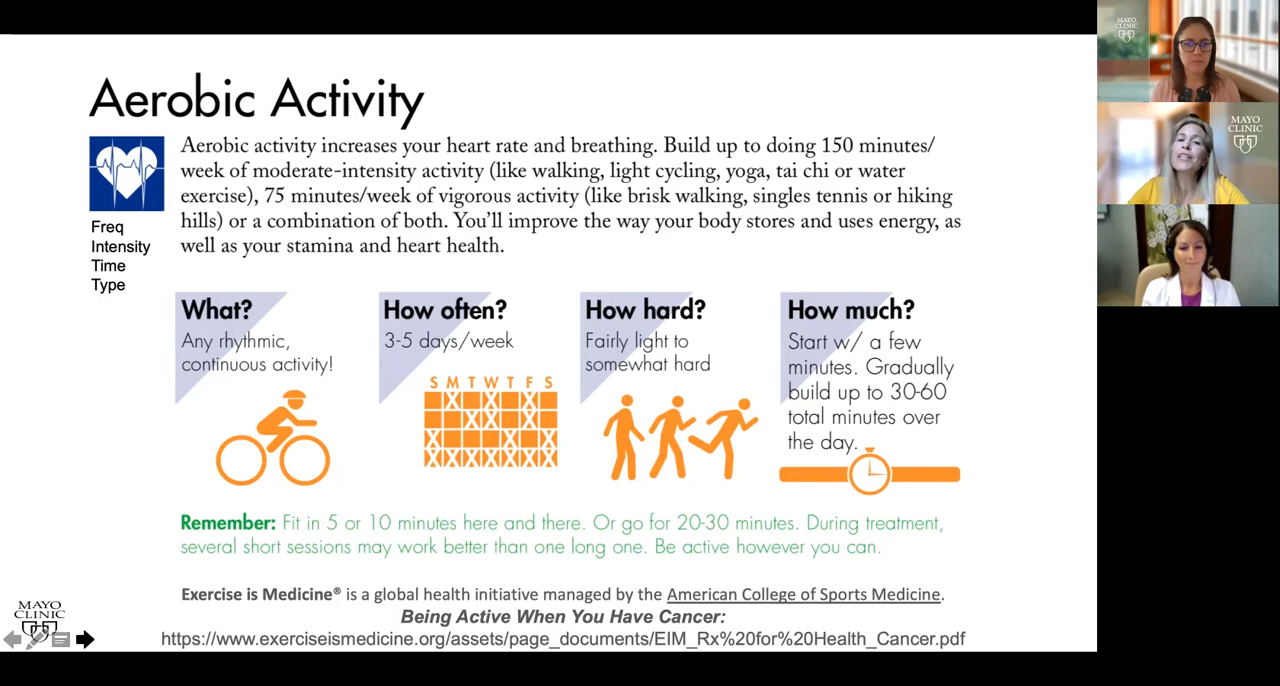 Aerobic Activity
Aerobic activity increases your heart rate and breathing. Build up to doing 150 minutes/
week of moderate-intensity activity (like walking, light cycling, yoga, tai chi or water
exercise), 75 minutes/week of vigorous activity (like brisk walking, singles tennis or hiking
hills) or a combination of both. You'll improve the way your body stores and uses energy, as
well as your stamina and heart health.
Freq
Intensity
Time
Type
What?
Any rhythmic,
continuous activity!
How often?
3-5 days/week
S M T W T F S
How hard?
Fairly light to
somewhat hard
How much?
Start w/ a few
minutes. Gradually
build up to 30-60
total minutes over
the day.
Remember: Fit in 5 or 10 minutes here and there. Or go for 20-30 minutes. During treatment,
several short sessions may work better than one long one. Be active however you can.
Exercise is Medicine® is a global health initiative managed by the American College of Sports Medicine.
Being Active When You Have Cancer:
https://www.exerciseismedicine.org/assets/page_documents/EIM_Rx%20for%20Health_Cancer.pdf
MAYO
CLINIC
MAYO
CLINIC
MAYO
CLINIC